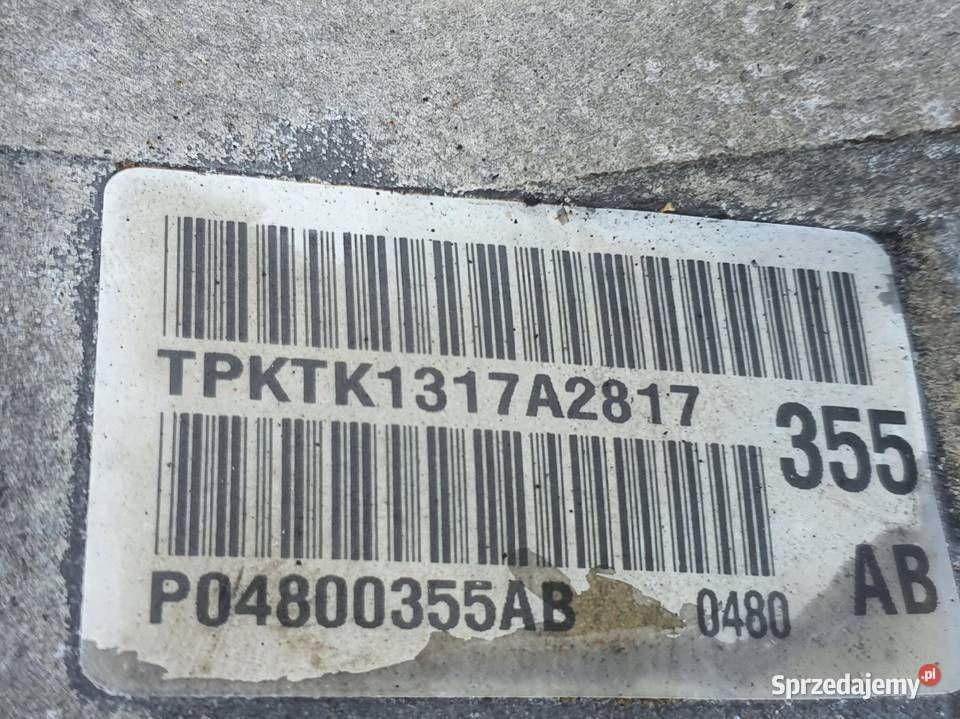 TPKTK1317A2817
355
P04800355AB 0480 AB
Sprzedajemy.pl